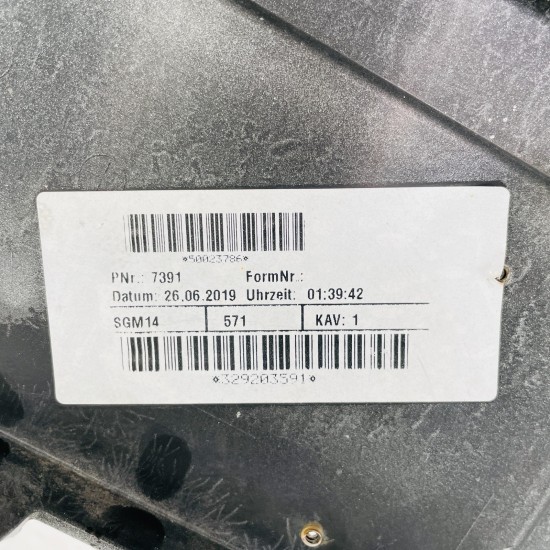 *50023786*
PNr.: 7391 FormNr.:
Datum: 26.06.2019 Uhrzeit: 01:39:42
SGM14 571 KAV: 1
*329203591*